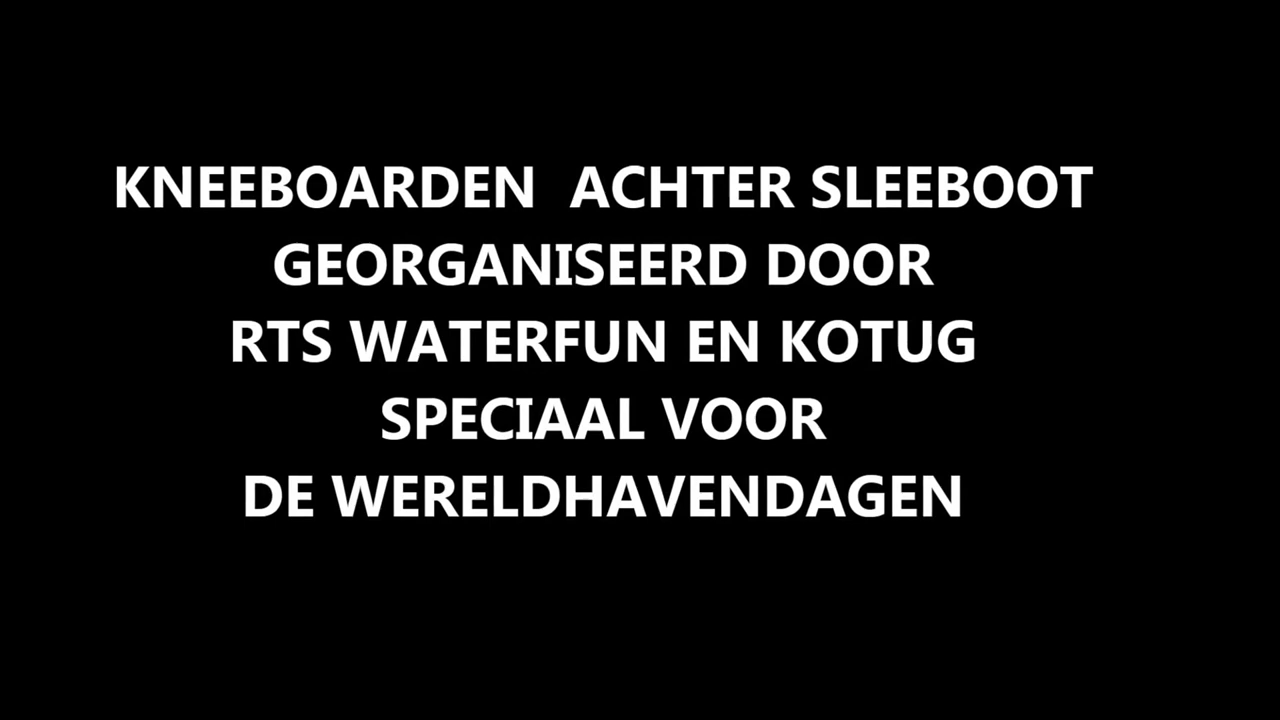 KNEEBOARDEN  ACHTER SLEEBOOT
GEORGANISEERD DOOR
RTS WATERFUN EN KOTUG
SPECIAAL VOOR
DE WERELDHAVENDAGEN